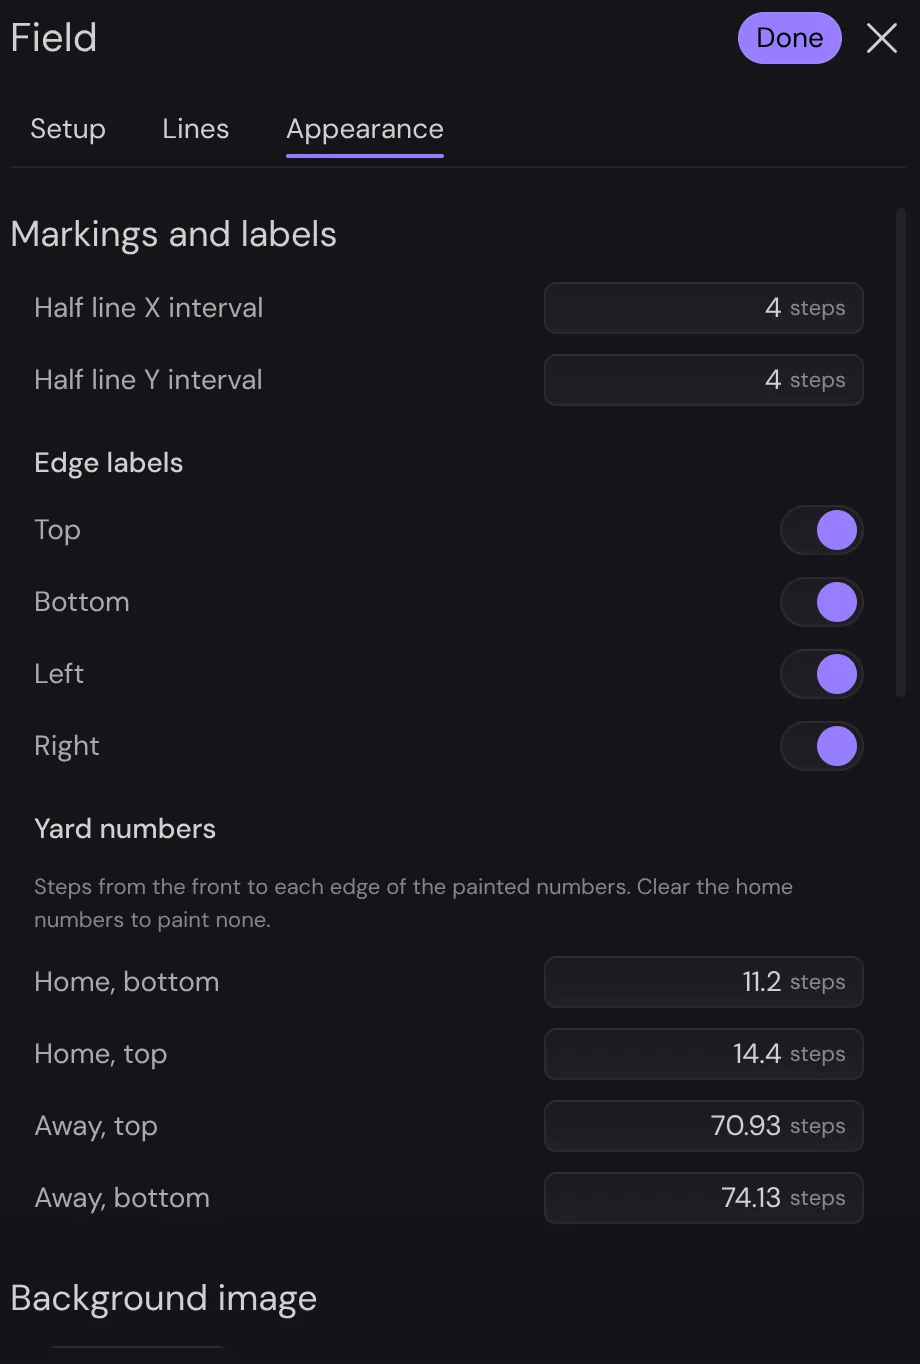 Field
Done
Setup Lines Appearance
Markings and labels
Half line X interval 4 steps
Half line Y interval 4 steps
Edge labels
Top
Bottom
Left
Right
Yard numbers
Steps from the front to each edge of the painted numbers. Clear the home
numbers to paint none.
Home, bottom 11.2 steps
Home, top 14.4 steps
Away, top 70.93 steps
Away, bottom 74.13 steps
Background image